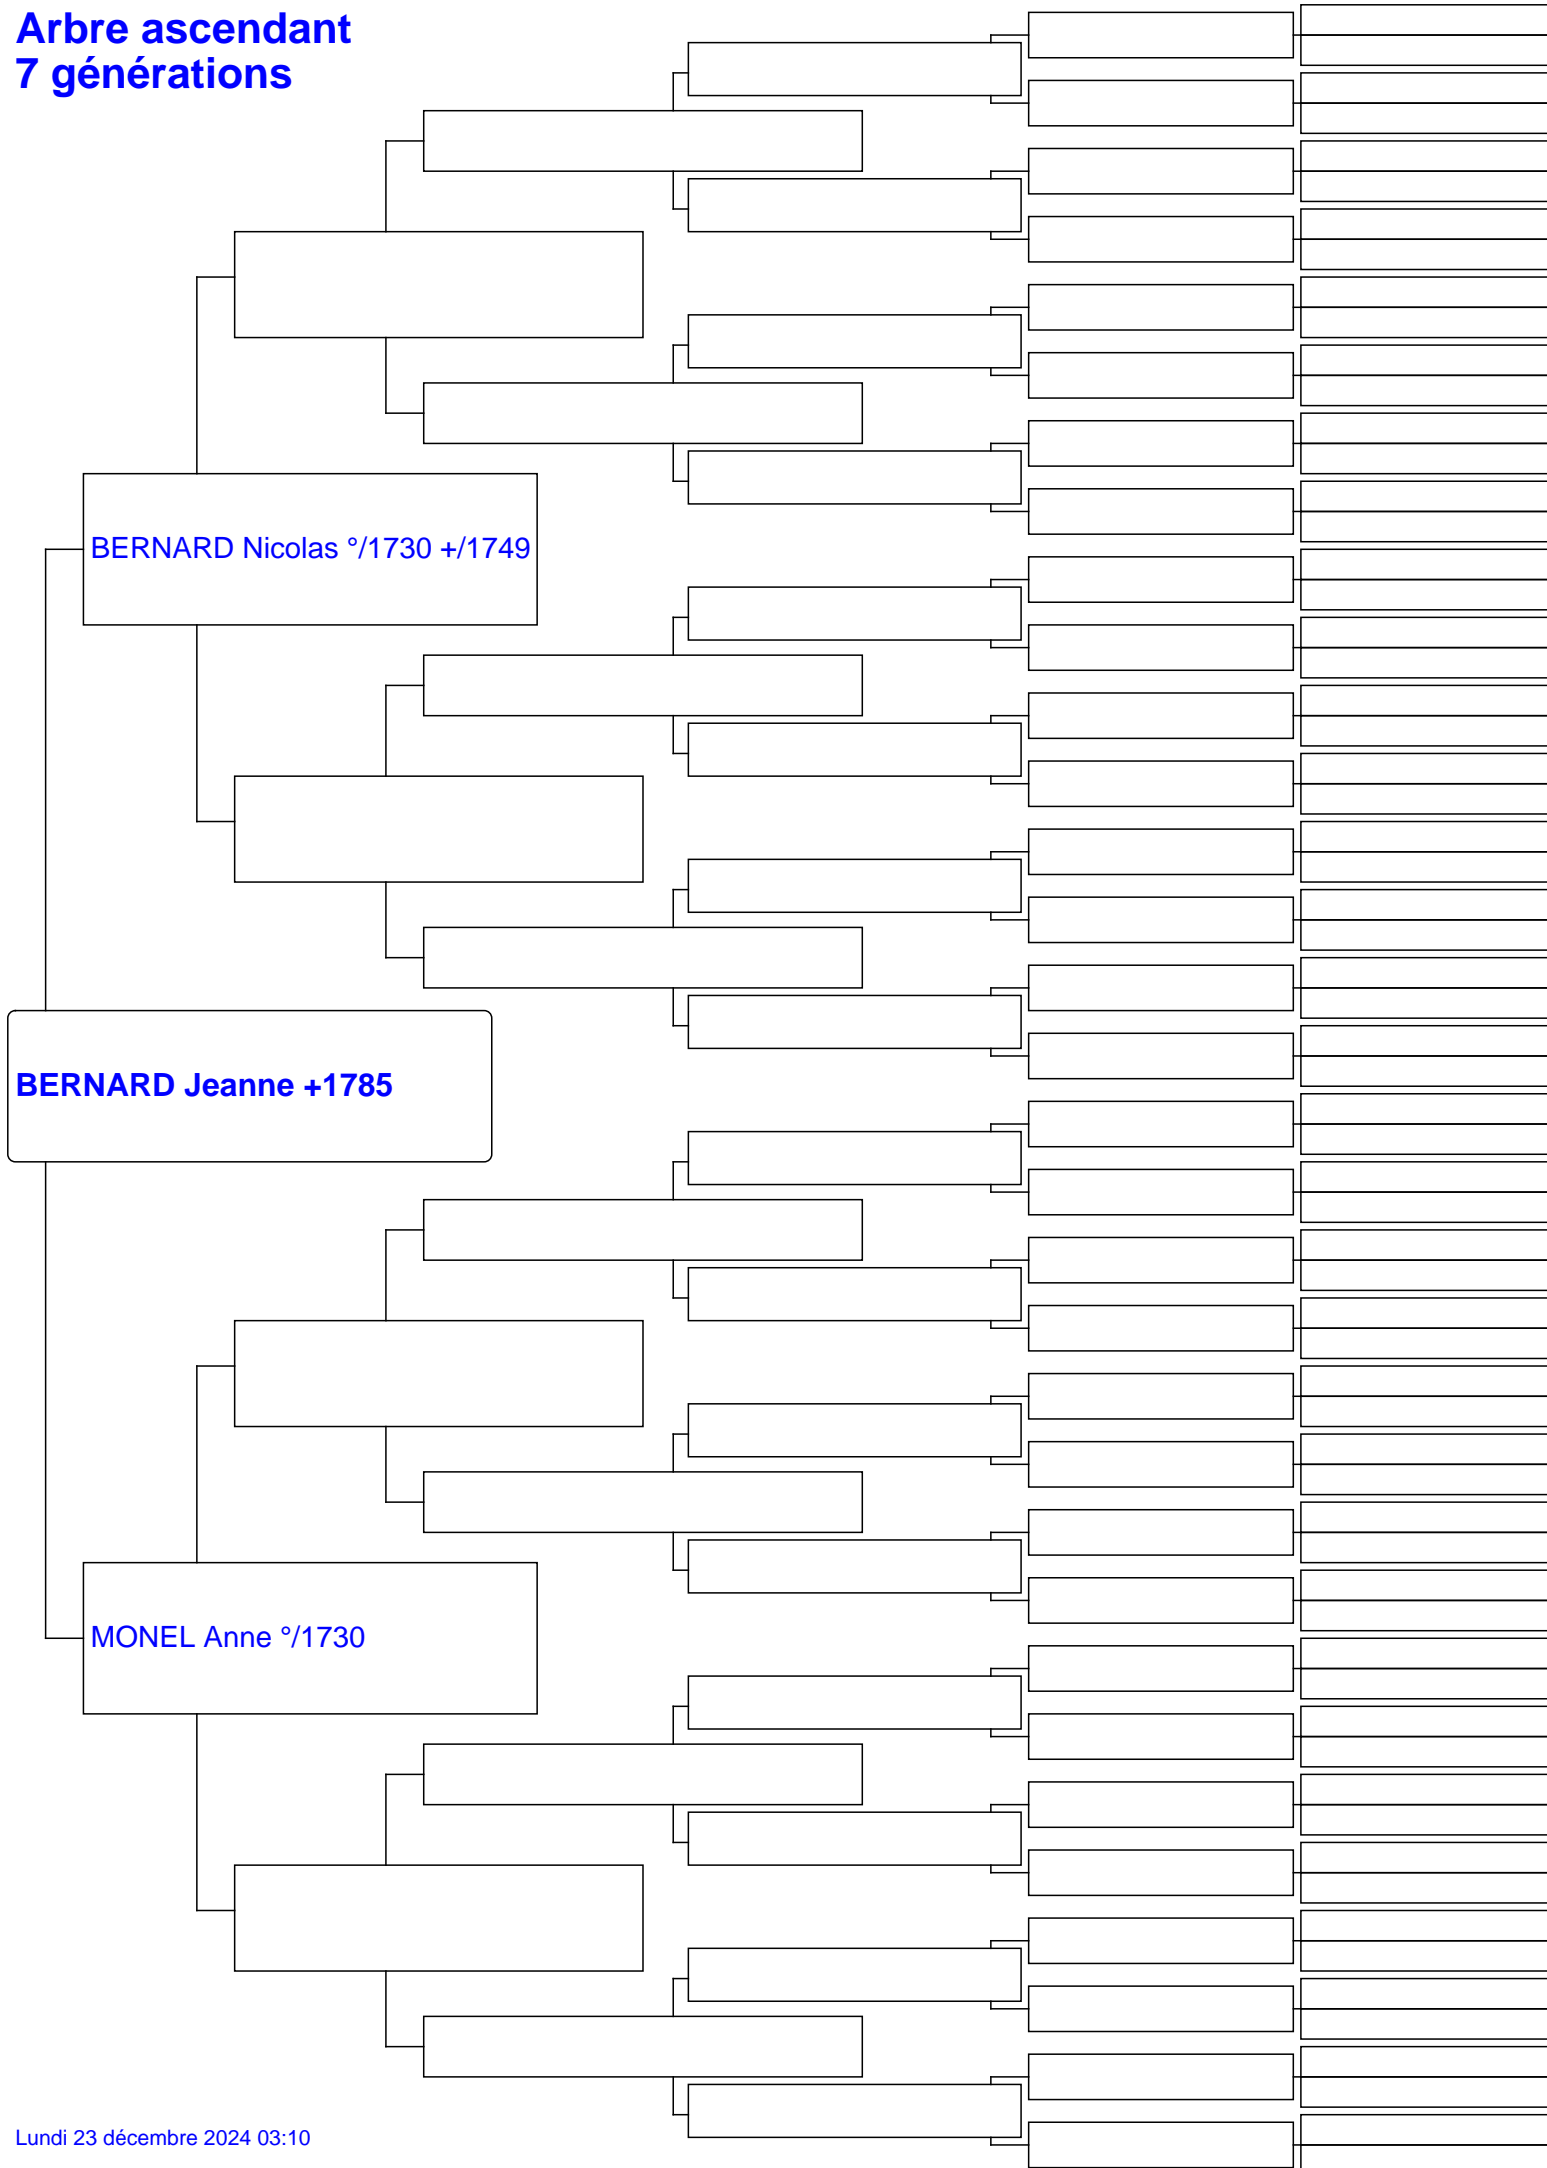 Arbre ascendant
7 générations
BERNARD Nicolas °/1730 +/1749
BERNARD Jeanne +1785
MONEL Anne °/1730
Lundi 23 décembre 2024 03:10